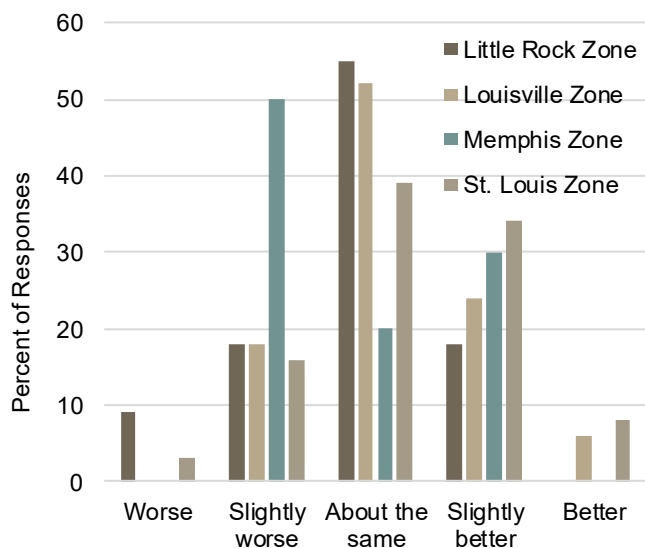 60
50
40
30
20
10
0
Percent of Responses
Little Rock Zone
Louisville Zone
Memphis Zone
St. Louis Zone
Worse
Slightly
worse
About the
same
Slightly
better
Better